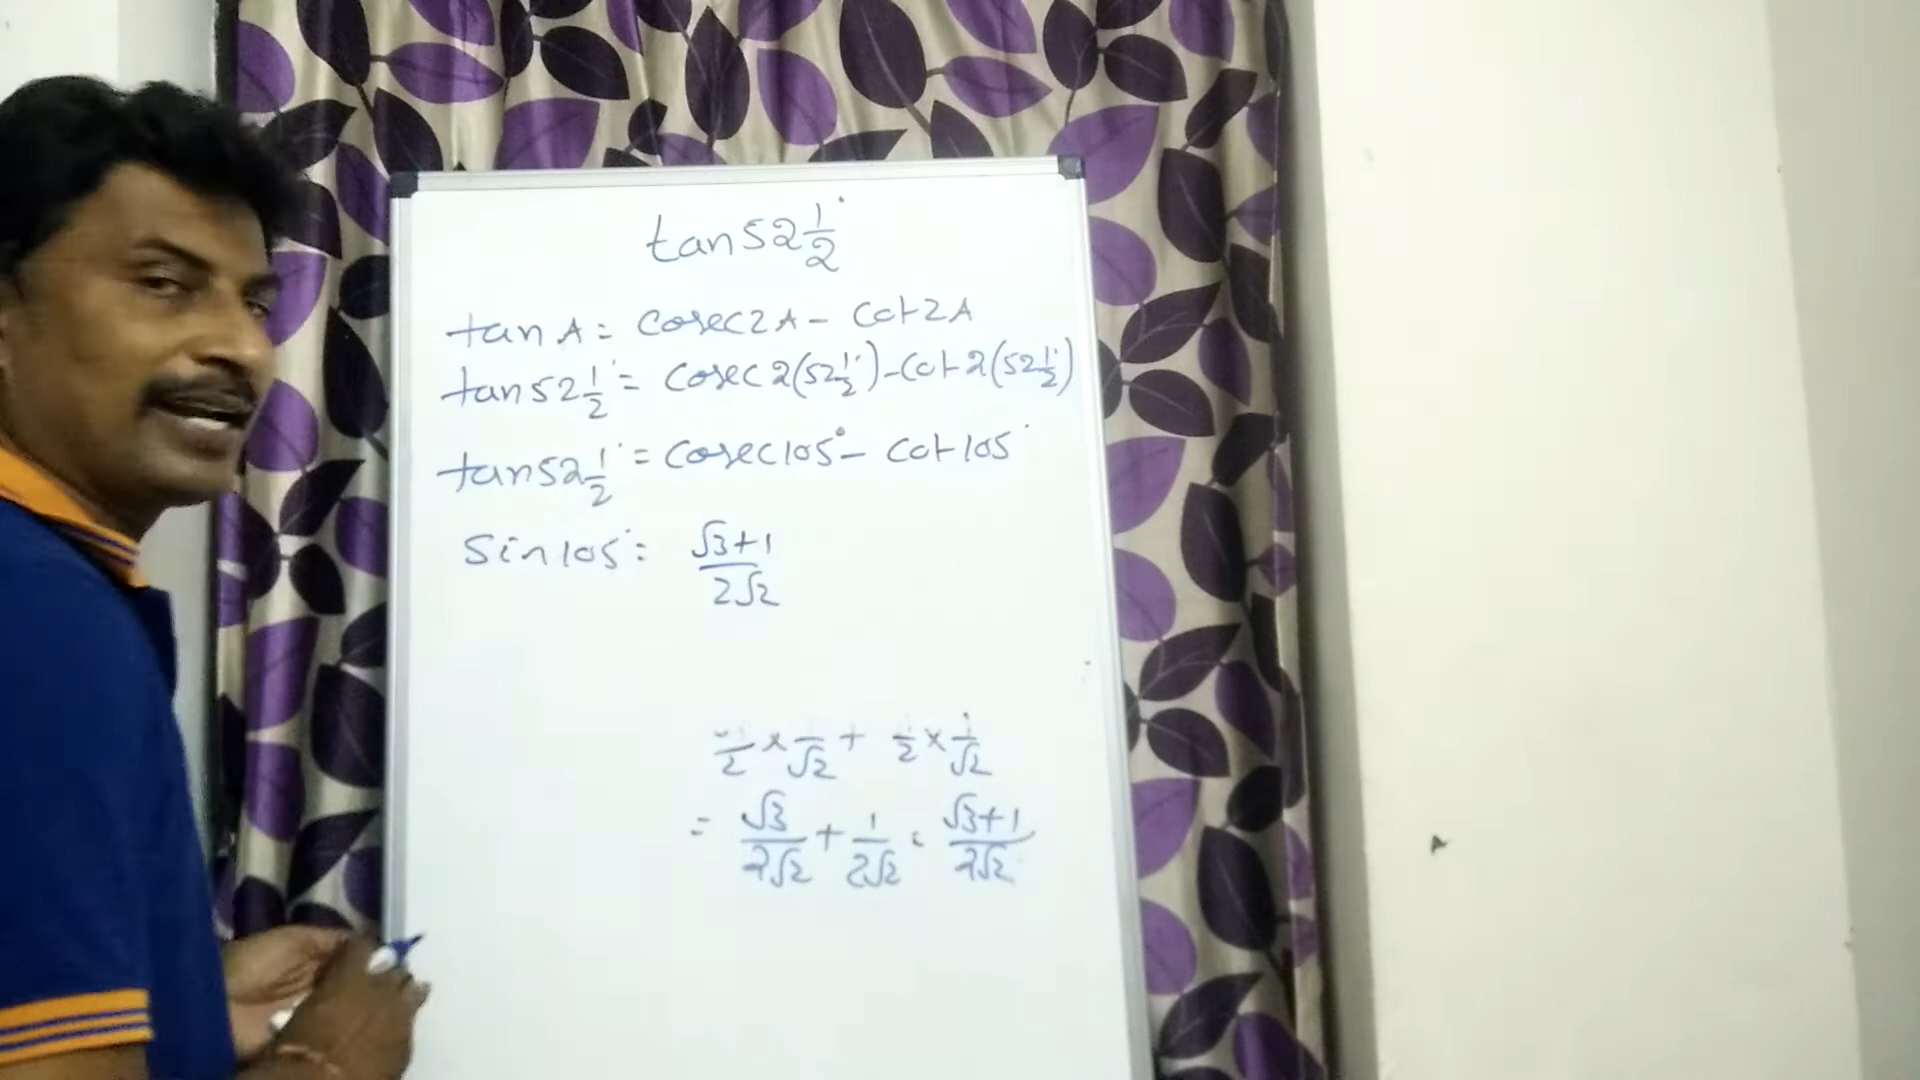 tan 52 1/2°
tan A = cosec 2A - cot 2A
tan 52 1/2° = cosec 2(52 1/2°) - cot 2(52 1/2°)
tan 52 1/2° = cosec 105° - cot 105°
sin 105° = √3+1/2√2
/2 × /√2 + 1/2 × 1/√2
= √3/2√2 + 1/2√2 = √3+1/2√2